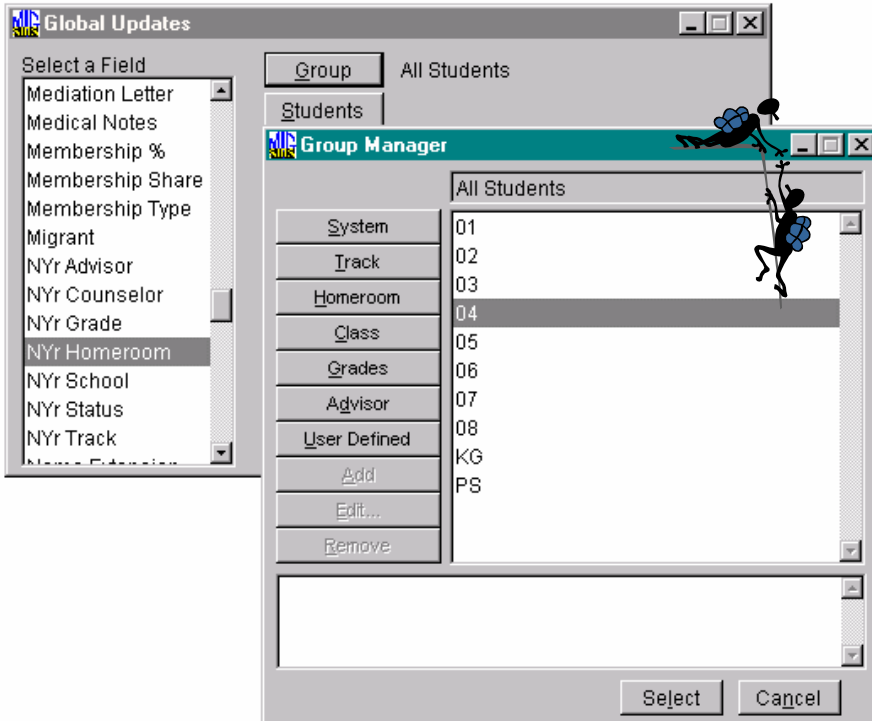 Global Updates
Select a Field
Group All Students
Students
Mediation Letter
Medical Notes
Membership %
Membership Share
Membership Type
Migrant
NYr Advisor
NYr Counselor
NYr Grade
NYr Homeroom
NYr School
NYr Status
NYr Track
Group Manager
All Students
System
Track
Homeroom
Class
Grades
Advisor
User Defined
Add
Edit...
Remove
01
02
03
04
05
06
07
08
KG
PS
Select Cancel